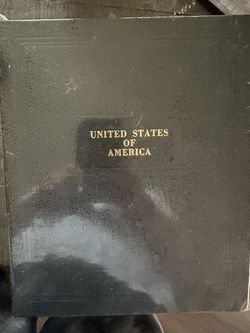 UNITED STATES
OF
AMERICA